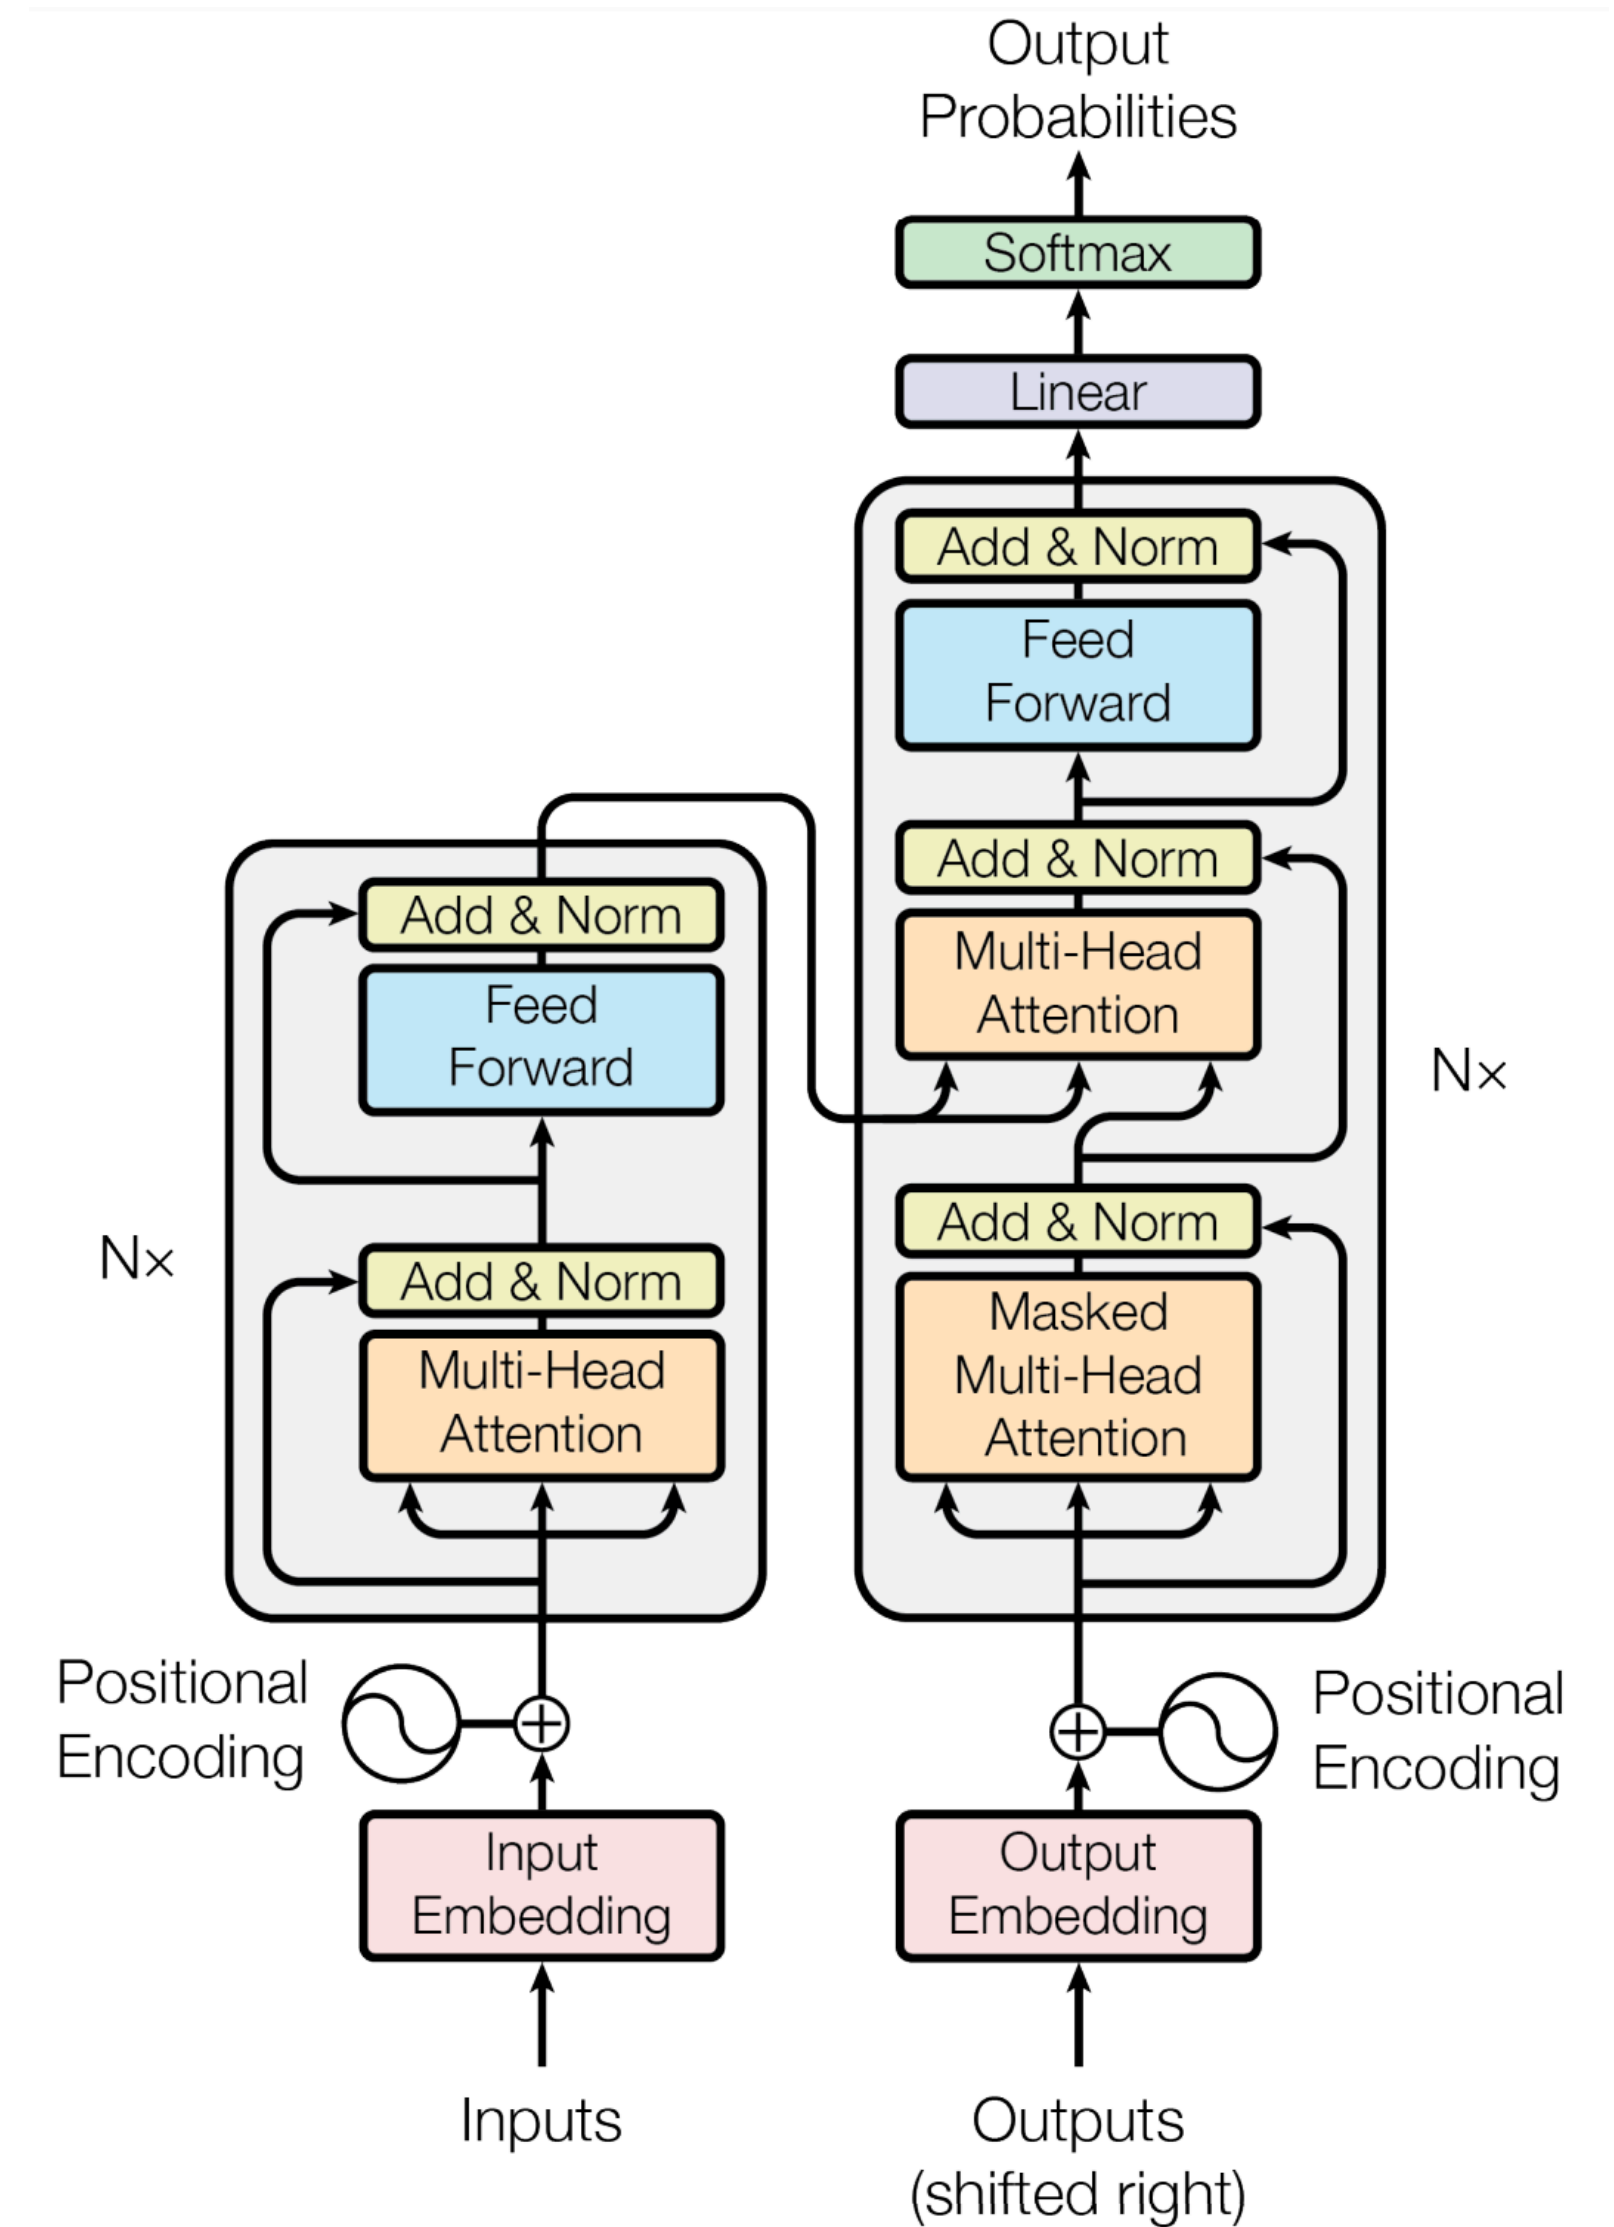 Output
Probabilities
Softmax
Linear
Add & Norm
Feed
Forward
Add & Norm
Multi-Head
Attention
Nx
Add & Norm
Masked
Multi-Head
Attention
Add & Norm
Feed
Forward
Nx
Add & Norm
Multi-Head
Attention
Positional
Encoding
Positional
Encoding
Input
Embedding
Output
Embedding
Inputs
Outputs
(shifted right)